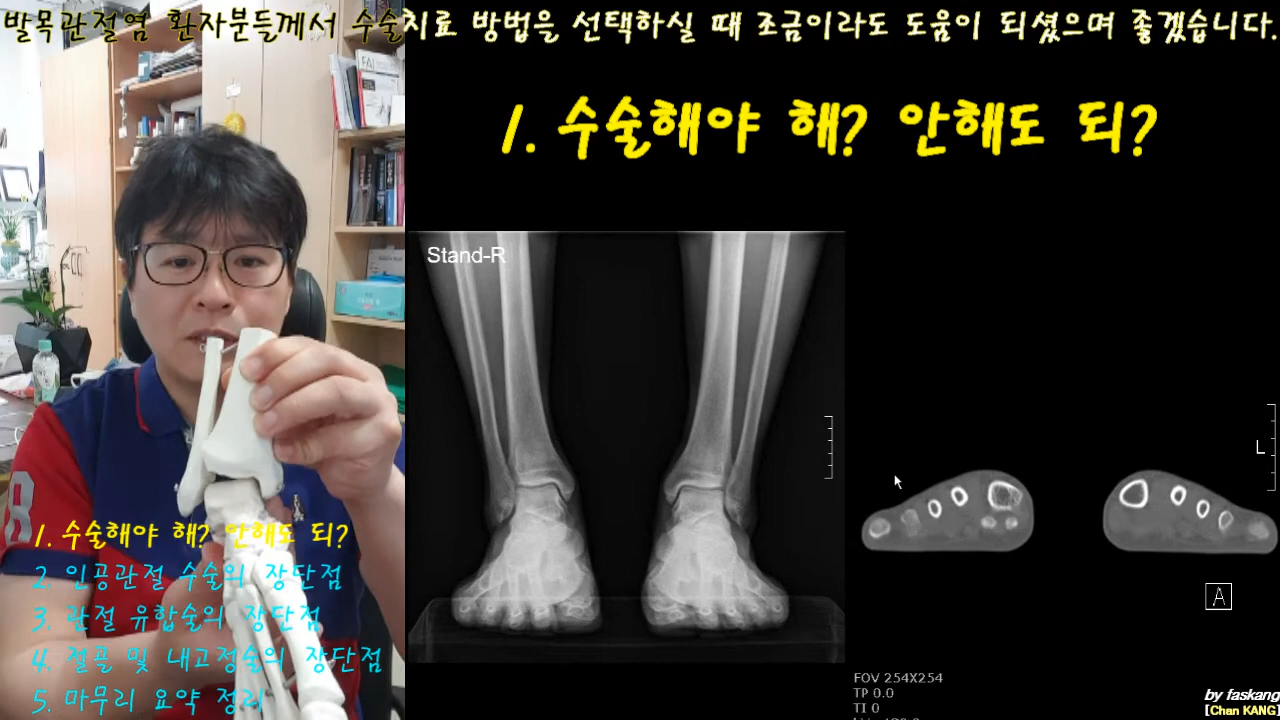 발목관절염 환자분들께서 수술치료 방법을 선택하실 때 조금이라도 도움이 되셨으며 좋겠습니다.
1. 수술해야 해? 안해도 되?
FAI
Stand-R
L
A
8
1. 수술해야 해? 안해도 되?
2. 인공관절 수술의 장단점
3. 관절 유합술의 장단점
4. 절골 및 내고정술의 장단점
5. 마무리 요약 정리
FOV 254X254
TP 0.0
TI 0
by faskang
[Chan KANG]